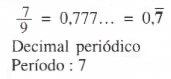 7/9 = 0,777... = 0,7̅
Decimal periódico
Período : 7